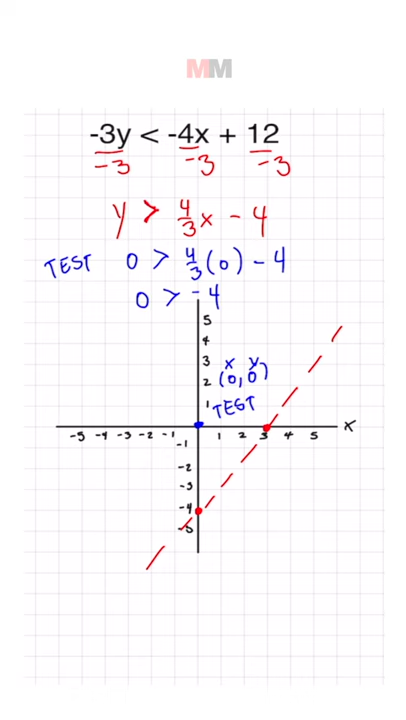 MM
-3y < -4x + 12
-3 -3 -3
y > 4/3 x - 4
TEST 0 > 4/3 (0) - 4
0 > -4
5
4
3
2
1
x y
(0, 0)
TEST
-5 -4 -3 -2 -1 1 2 3 4 5 x
-1
-2
-3
-4
-5